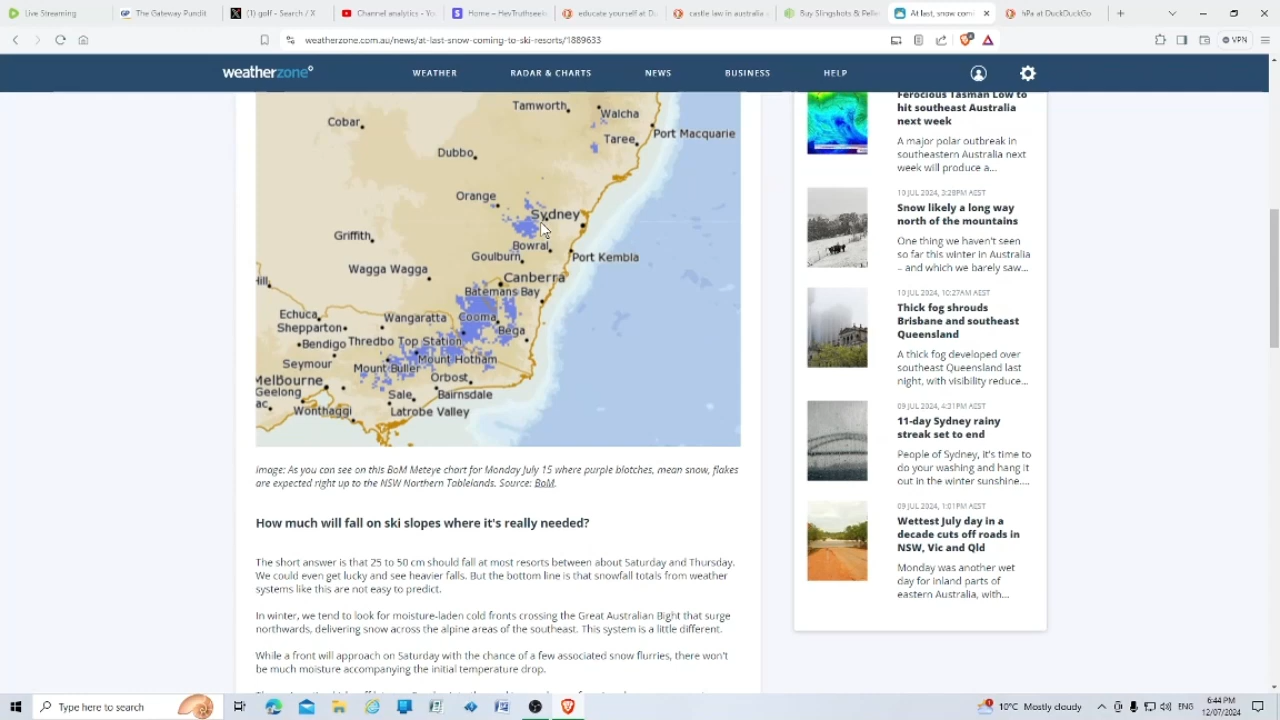 Live Streaming
The Gateway Pundit
(1) golf - Search / X
Channel analytics - Yo
Home – HeyTruthseek
educate yourself at Du
castle law in australia
Bay Slingshots & Pelle
At last, snow comi
hPa at DuckDuckGo
weatherzone.com.au/news/at-last-snow-coming-to-ski-resorts/1889633
VPN
weatherzone°
WEATHER
RADAR & CHARTS
NEWS
BUSINESS
HELP
Tamworth
Walcha
Cobar
Taree
Port Macquarie
Dubbo
Orange
Sydney
Griffith
Bowral
Goulburn
Port Kembla
Wagga Wagga
Canberra
Batemans Bay
Echuca
Wangaratta
Cooma
Shepparton
Bega
Bendigo
Thredbo Top Station
Seymour
Mount Buller
Mount Hotham
Melbourne
Orbost
Geelong
Sale
Bairnsdale
Wonthaggi
Latrobe Valley
Image: As you can see on this BoM Meteye chart for Monday July 15 where purple blotches, mean snow, flakes
are expected right up to the NSW Northern Tablelands. Source: BoM.
How much will fall on ski slopes where it's really needed?
The short answer is that 25 to 50 cm should fall at most resorts between about Saturday and Thursday.
We could even get lucky and see heavier falls. But the bottom line is that snowfall totals from weather
systems like this are not easy to predict.
In winter, we tend to look for moisture-laden cold fronts crossing the Great Australian Bight that surge
northwards, delivering snow across the alpine areas of the southeast. This system is a little different.
While a front will approach on Saturday with the chance of a few associated snow flurries, there won't
be much moisture accompanying the initial temperature drop.
Ferocious Tasman Low to
hit southeast Australia
next week
A major polar outbreak in
southeastern Australia next
week will produce a...
10 JUL 2024, 3:28PM AEST
Snow likely a long way
north of the mountains
One thing we haven't seen
so far this winter in Australia
– and which we barely saw...
10 JUL 2024, 10:27AM AEST
Thick fog shrouds
Brisbane and southeast
Queensland
A thick fog developed over
southeast Queensland last
night, with visibility reduce...
09 JUL 2024, 4:31PM AEST
11-day Sydney rainy
streak set to end
People of Sydney, it's time to
do your washing and hang it
out in the winter sunshine....
09 JUL 2024, 1:01PM AEST
Wettest July day in a
decade cuts off roads in
NSW, Vic and Qld
Monday was another wet
day for inland parts of
eastern Australia, with...
Type here to search
10°C Mostly cloudy
ENG
6:44 PM
12/07/2024